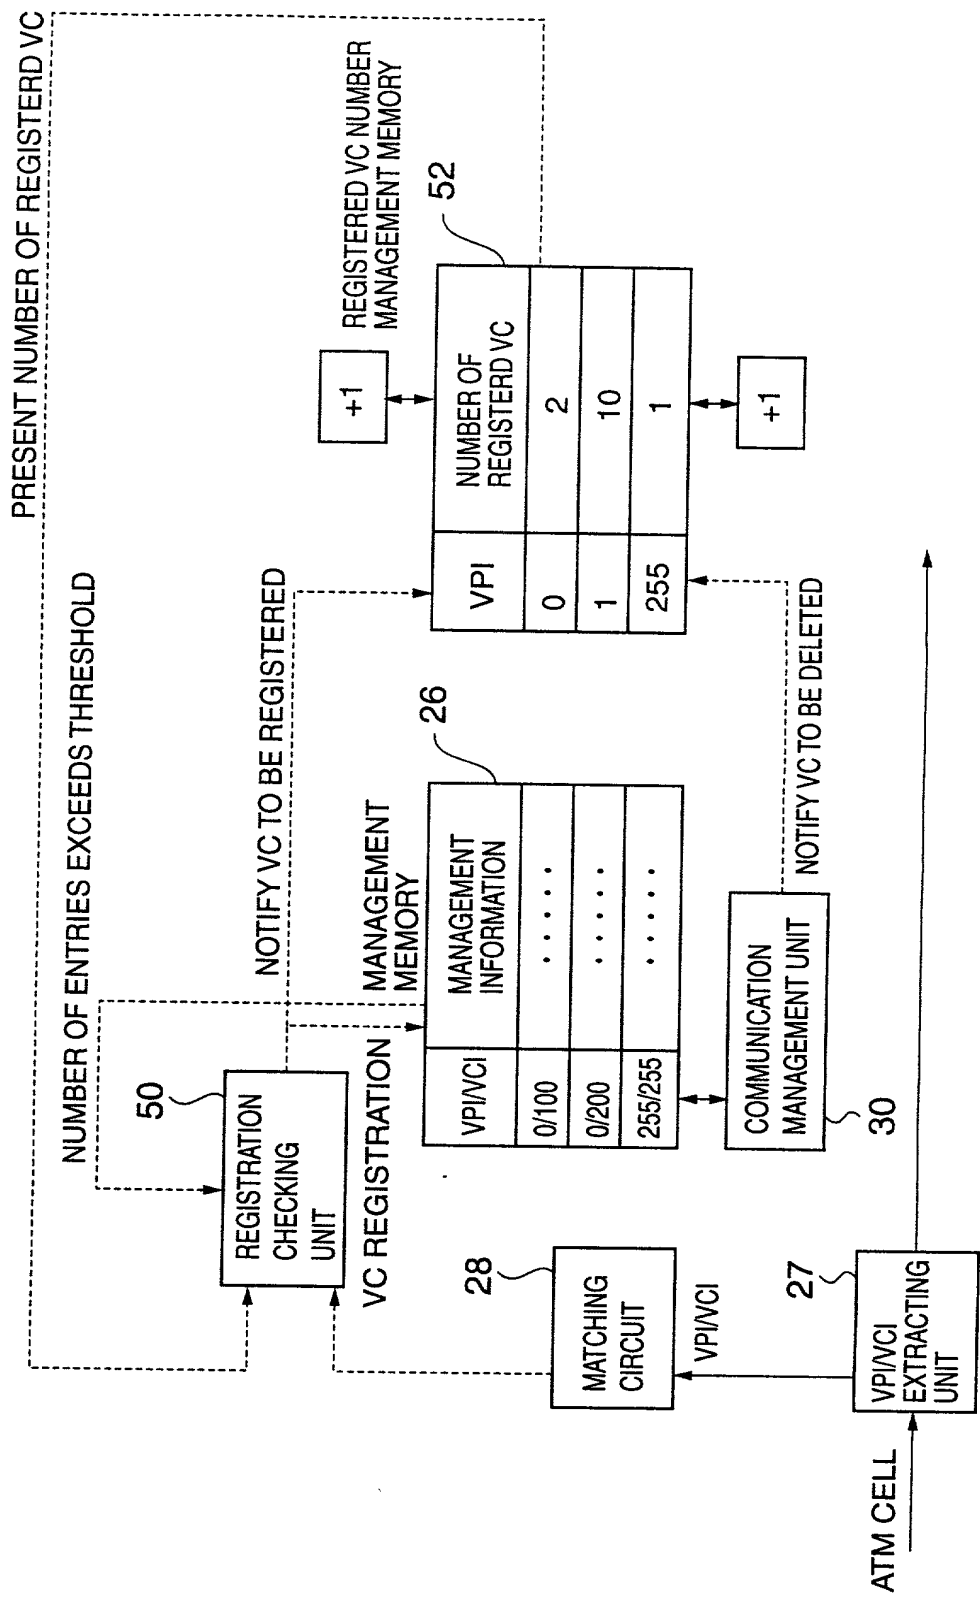 PRESENT NUMBER OF REGISTERD VC
NUMBER OF ENTRIES EXCEEDS THRESHOLD
NOTIFY VC TO BE REGISTERED
50
REGISTRATION
CHECKING
UNIT
VC REGISTRATION
MANAGEMENT
MEMORY
26
VPI/VCI
MANAGEMENT
INFORMATION
0/100
. . . . . .
0/200
. . . . . .
255/255
. . . . . .
REGISTERED VC NUMBER
MANAGEMENT MEMORY
52
+1
VPI
NUMBER OF
REGISTERD VC
0
2
1
10
255
1
+1
28
MATCHING
CIRCUIT
VPI/VCI
COMMUNICATION
MANAGEMENT UNIT
30
NOTIFY VC TO BE DELETED
27
VPI/VCI
EXTRACTING
UNIT
ATM CELL